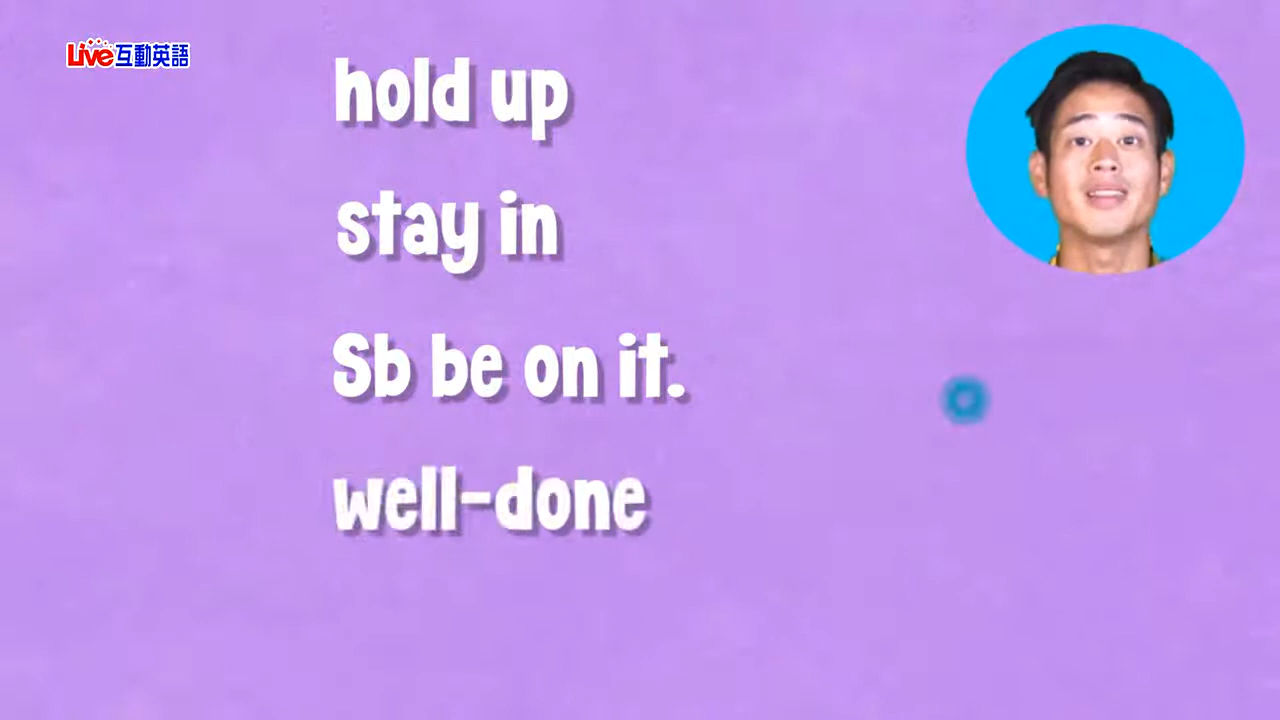 Live互動英語
hold up
stay in
Sb be on it.
well-done